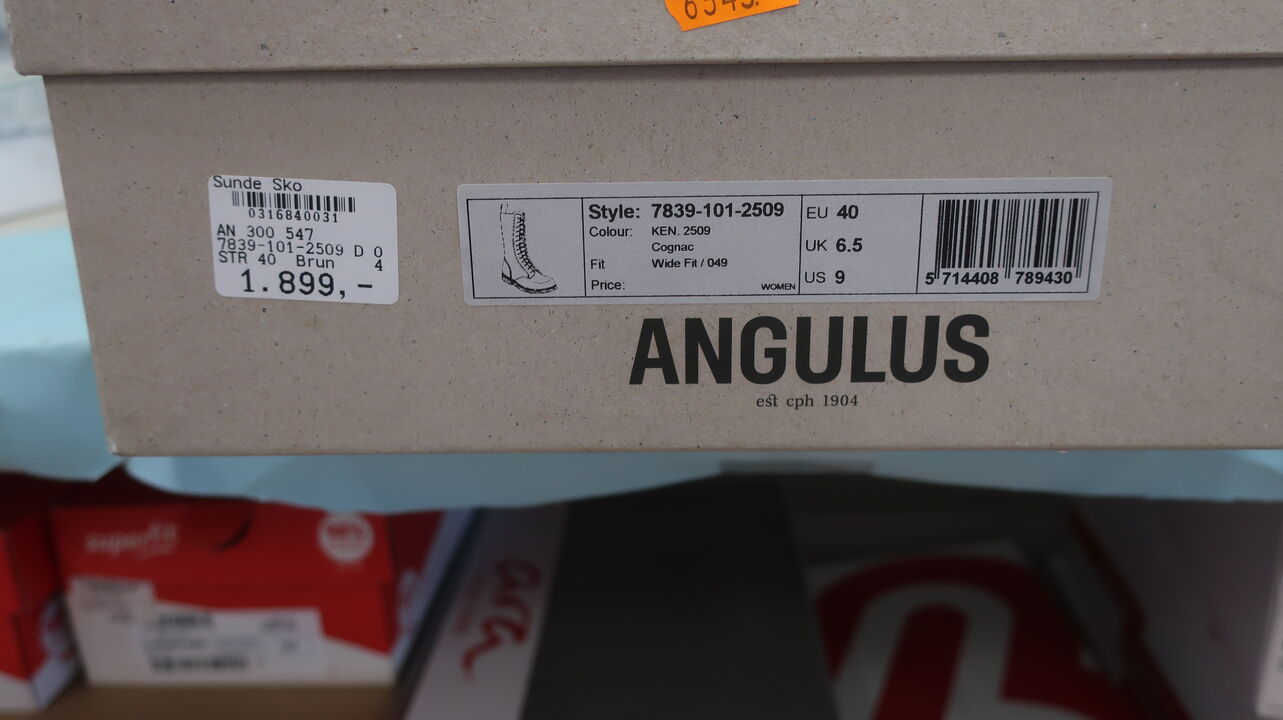 Sunde Sko
0316840031
AN 300 547
7839-101-2509 D 0
STR 40 Brun 4
1.899,-
Style: 7839-101-2509
Colour: KEN. 2509
Cognac
Fit Wide Fit / 049
Price:
WOMEN
EU 40
UK 6.5
US 9
5 714408 789430
ANGULUS
est cph 1904
superfit